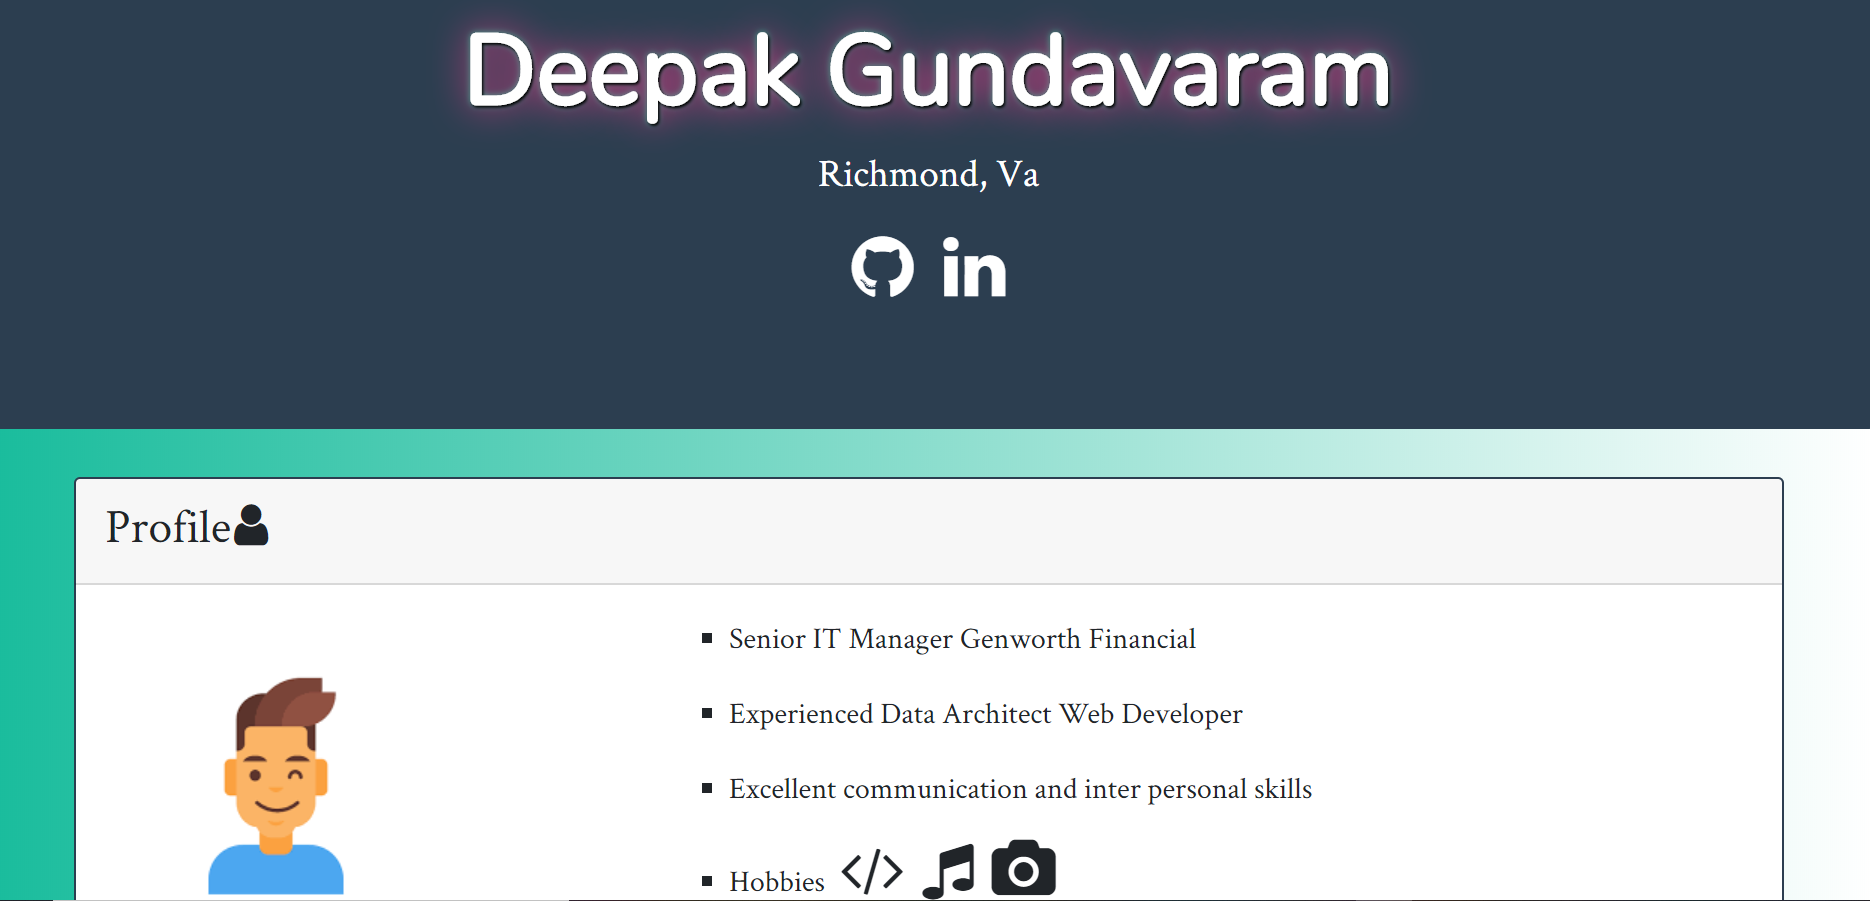 Deepak Gundavaram
Richmond, Va
in
Profile
Senior IT Manager Genworth Financial
Experienced Data Architect Web Developer
Excellent communication and inter personal skills
Hobbies </>